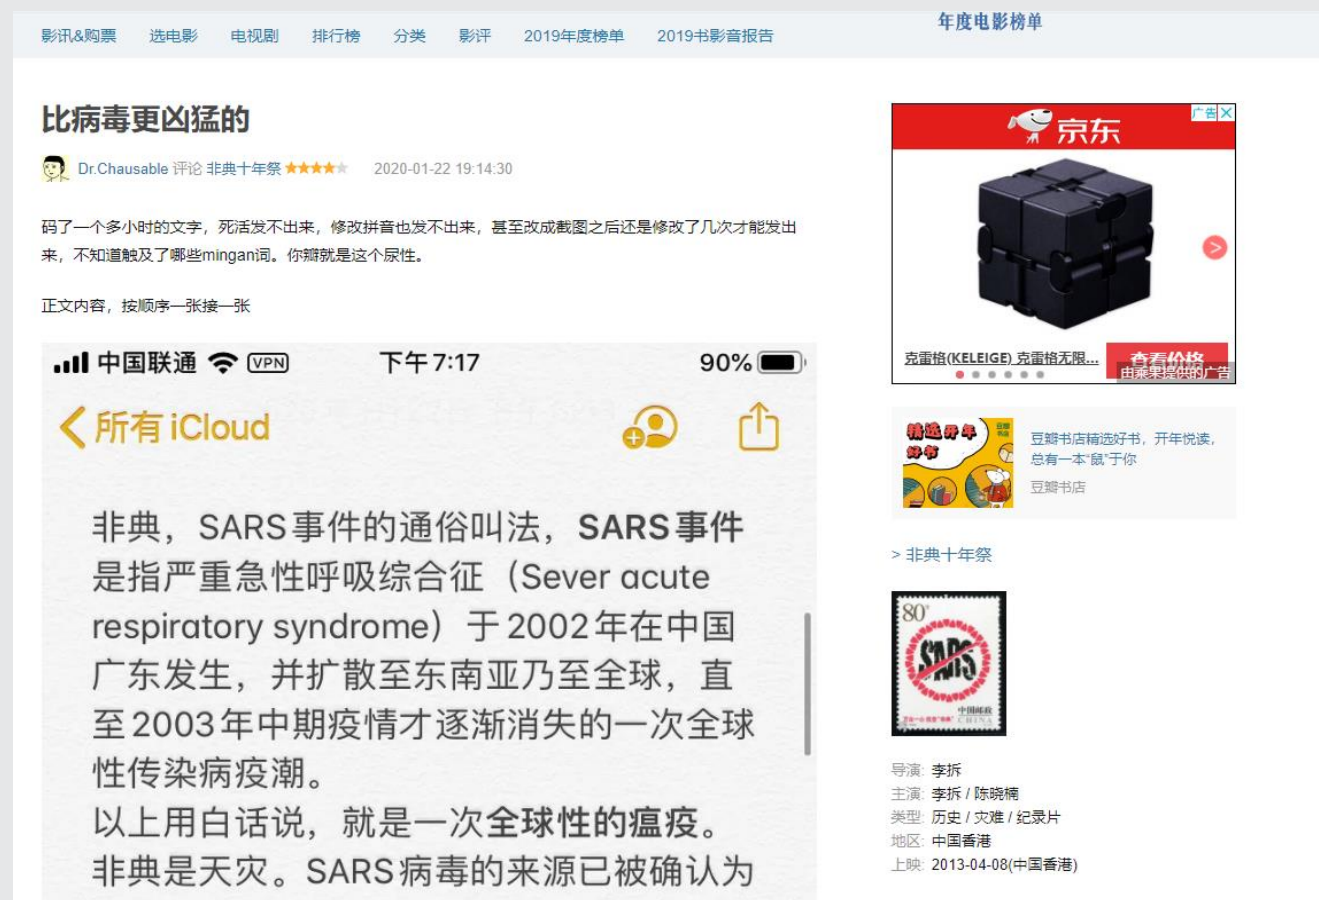 年度电影榜单
影讯&购票 选电影 电视剧 排行榜 分类 影评 2019年度榜单 2019书影音报告
比病毒更凶猛的
Dr.Chausable 评论 非典十年祭 2020-01-22 19:14:30
码了一个多小时的文字，死活发不出来，修改拼音也发不出来，甚至改成截图之后还是修改了几次才能发出
来，不知道触及了哪些mingan词。你瓣就是这个尿性。
正文内容，按顺序一张接一张
中国联通 VPN 下午7:17 90%
所有 iCloud
非典，SARS事件的通俗叫法，SARS事件
是指严重急性呼吸综合征（Sever acute
respiratory syndrome）于2002年在中国
广东发生，并扩散至东南亚乃至全球，直
至2003年中期疫情才逐渐消失的一次全球
性传染病疫潮。
以上用白话说，就是一次全球性的瘟疫。
非典是天灾。SARS病毒的来源已被确认为
广告
京东
克雷格(KELEIGE) 克雷格无限...
查看价格
由乘集提供的广告
精选开年
好书
豆瓣
书店
豆瓣书店精选好书，开年悦读，
总有一本“鼠”于你
豆瓣书店
> 非典十年祭
80
SARS
中国邮政
CHINA
导演: 李拆
主演: 李拆 / 陈晓楠
类型: 历史 / 灾难 / 纪录片
地区: 中国香港
上映: 2013-04-08(中国香港)